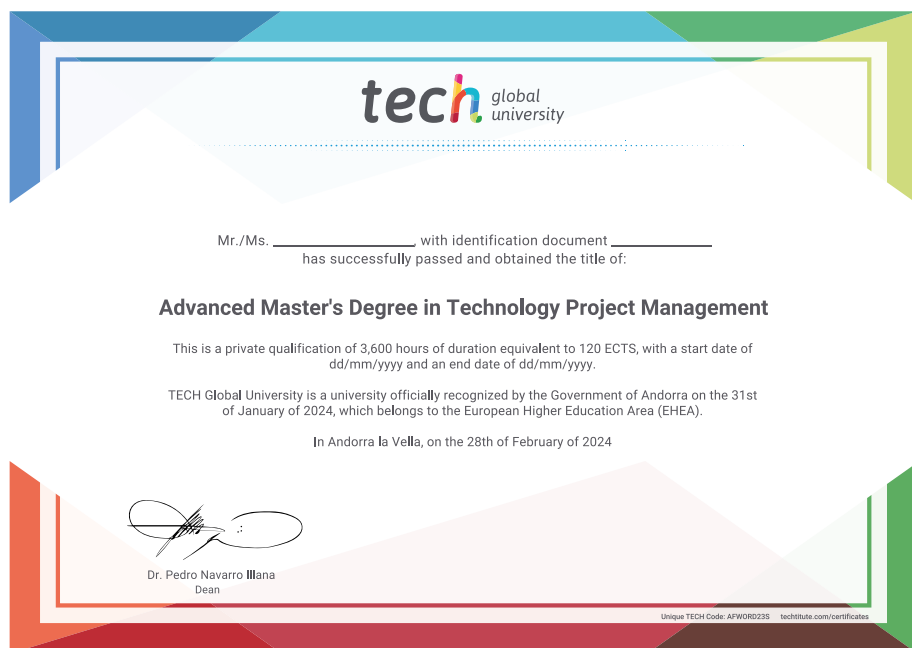 tech global university
Mr./Ms. ____________, with identification document ____________
has successfully passed and obtained the title of:
Advanced Master's Degree in Technology Project Management
This is a private qualification of 3,600 hours of duration equivalent to 120 ECTS, with a start date of
dd/mm/yyyy and an end date of dd/mm/yyyy.
TECH Global University is a university officially recognized by the Government of Andorra on the 31st
of January of 2024, which belongs to the European Higher Education Area (EHEA).
In Andorra la Vella, on the 28th of February of 2024
Dr. Pedro Navarro Illana
Dean
Unique TECH Code: AFWORD23S techtitute.com/certificates